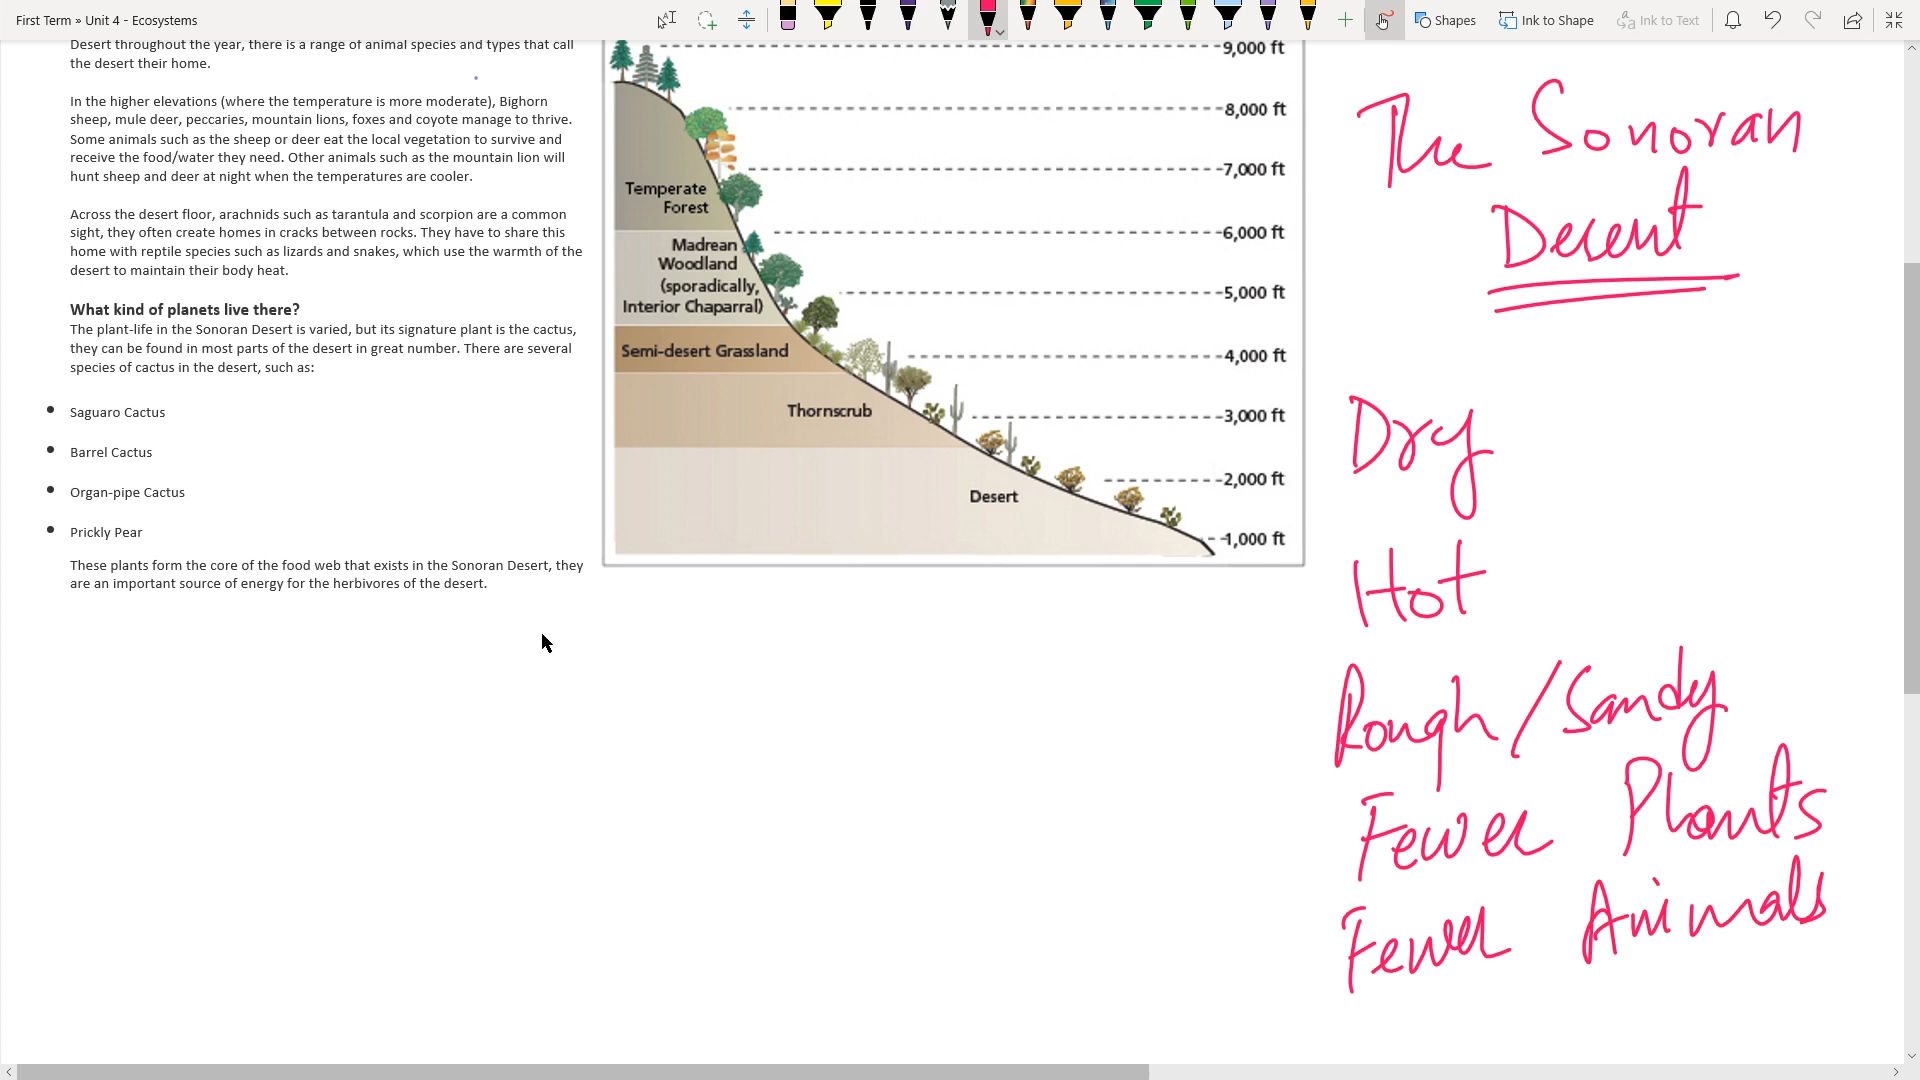 First Term » Unit 4 - Ecosystems
Shapes
Ink to Shape
Ink to Text
Desert throughout the year, there is a range of animal species and types that call
the desert their home.
In the higher elevations (where the temperature is more moderate), Bighorn
sheep, mule deer, peccaries, mountain lions, foxes and coyote manage to thrive.
Some animals such as the sheep or deer eat the local vegetation to survive and
receive the food/water they need. Other animals such as the mountain lion will
hunt sheep and deer at night when the temperatures are cooler.
Across the desert floor, arachnids such as tarantula and scorpion are a common
sight, they often create homes in cracks between rocks. They have to share this
home with reptile species such as lizards and snakes, which use the warmth of the
desert to maintain their body heat.
What kind of planets live there?
The plant-life in the Sonoran Desert is varied, but its signature plant is the cactus,
they can be found in most parts of the desert in great number. There are several
species of cactus in the desert, such as:
• Saguaro Cactus
• Barrel Cactus
• Organ-pipe Cactus
• Prickly Pear
These plants form the core of the food web that exists in the Sonoran Desert, they
are an important source of energy for the herbivores of the desert.
9,000 ft
8,000 ft
7,000 ft
6,000 ft
5,000 ft
4,000 ft
3,000 ft
2,000 ft
1,000 ft
Temperate
Forest
Madrean
Woodland
(sporadically,
Interior Chaparral)
Semi-desert Grassland
Thornscrub
Desert
The Sonoran
Desert
Dry
Hot
Rough/Sandy
Fewer Plants
Fewer Animals